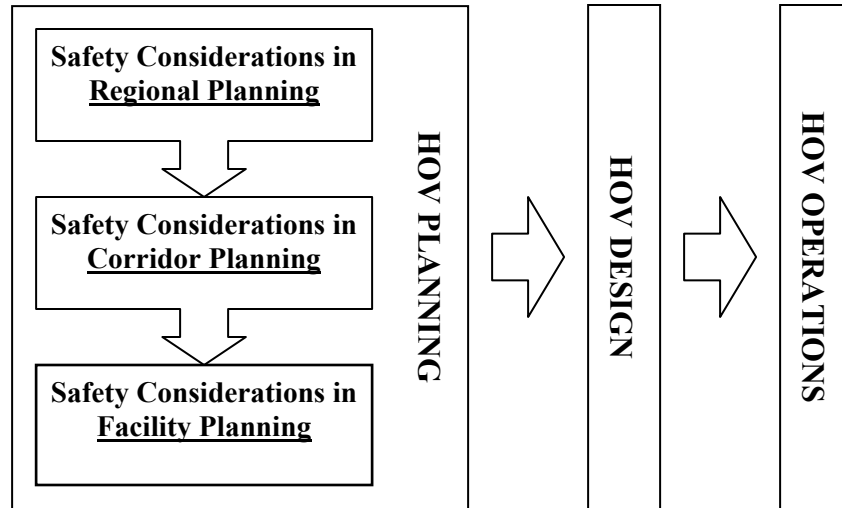 Safety Considerations in
Regional Planning
Safety Considerations in
Corridor Planning
Safety Considerations in
Facility Planning
HOV PLANNING
HOV DESIGN
HOV OPERATIONS